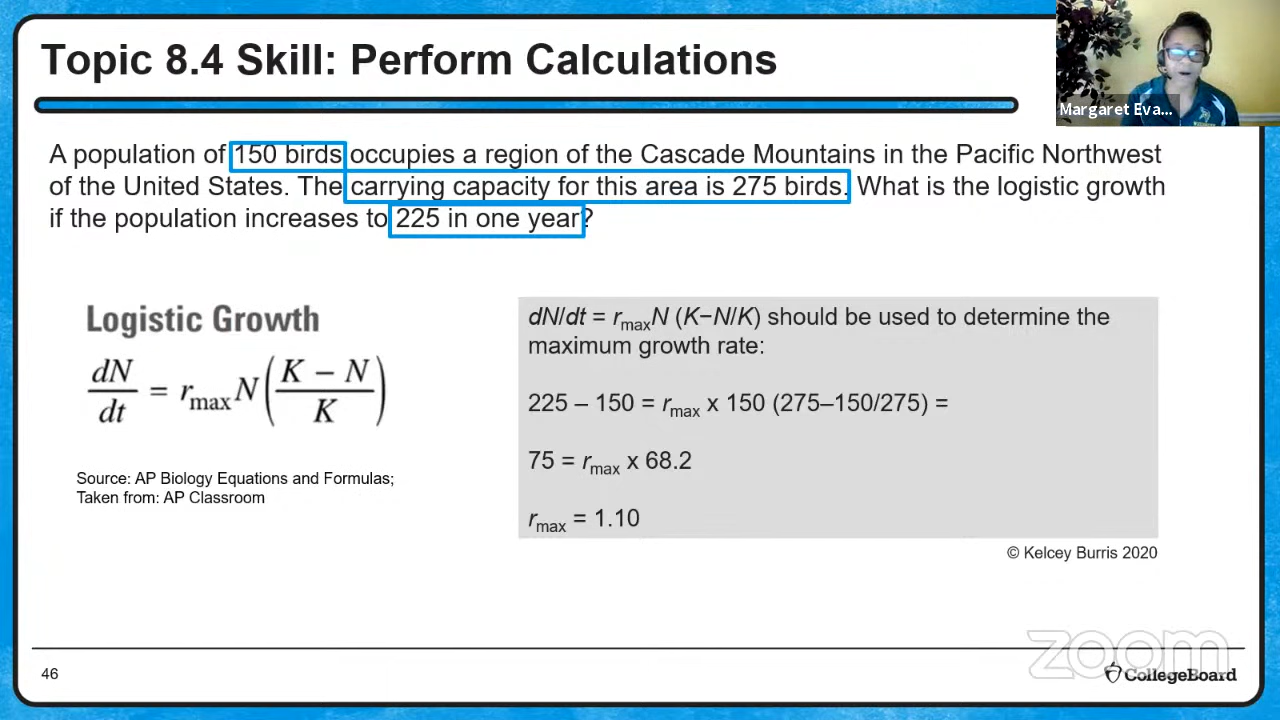 Topic 8.4 Skill: Perform Calculations
Margaret Eva...
A population of 150 birds occupies a region of the Cascade Mountains in the Pacific Northwest
of the United States. The carrying capacity for this area is 275 birds. What is the logistic growth
if the population increases to 225 in one year?
Logistic Growth
dN/dt = rmax N (K − N / K)
Source: AP Biology Equations and Formulas;
Taken from: AP Classroom
dN/dt = rmaxN (K−N/K) should be used to determine the
maximum growth rate:
225 – 150 = rmax x 150 (275–150/275) =
75 = rmax x 68.2
rmax = 1.10
© Kelcey Burris 2020
zoom
46
CollegeBoard